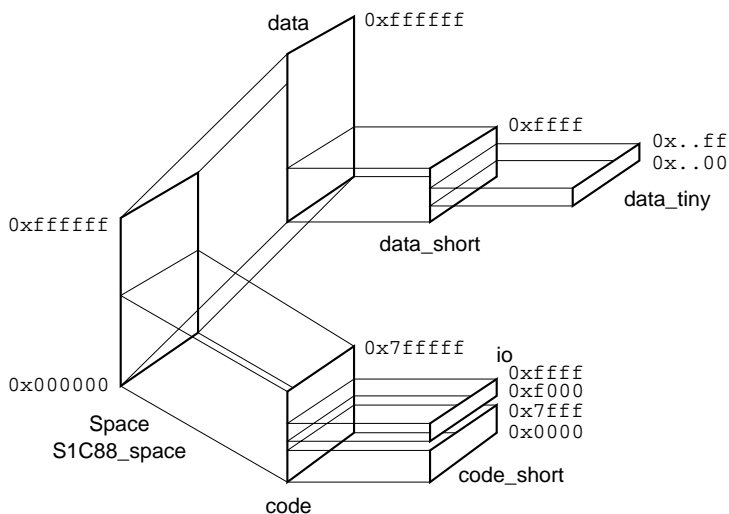 data
0xffffff
0xffff
0x..ff
0x..00
data_tiny
data_short
0xffffff
0x000000
Space
S1C88_space
0x7fffff
io
0xffff
0xf000
0x7fff
0x0000
code_short
code